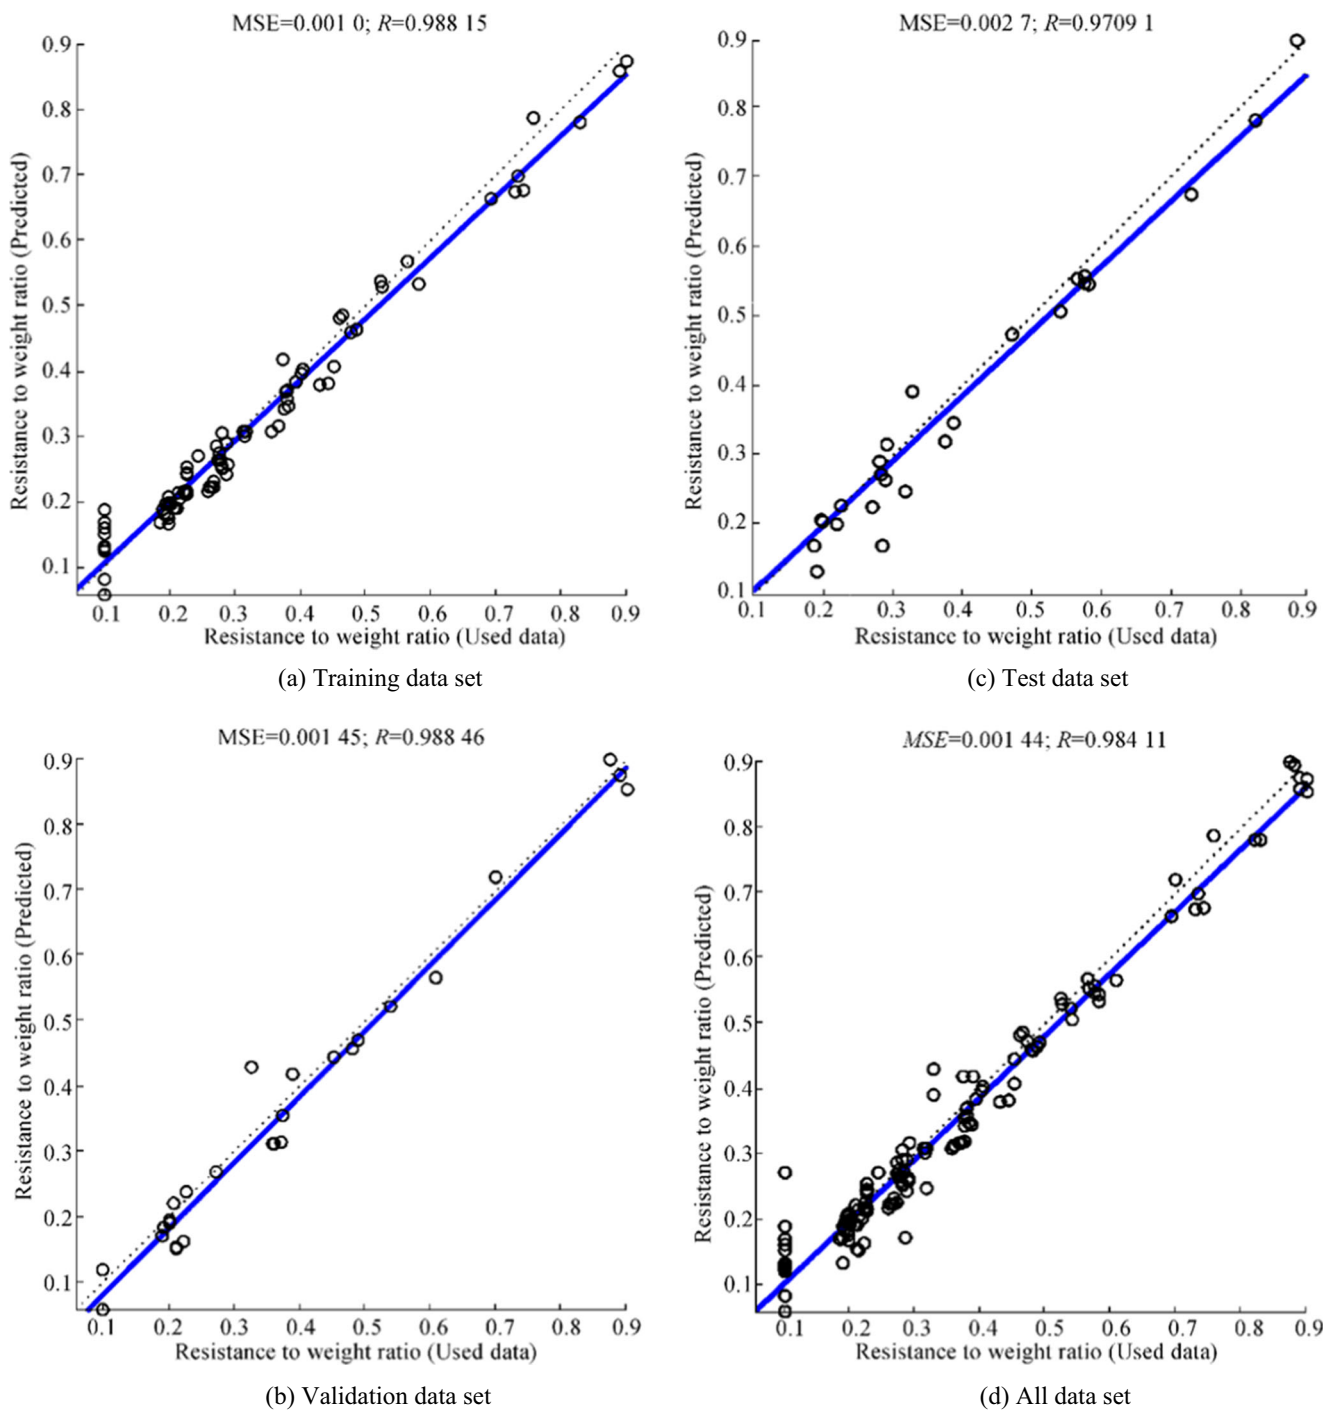 MSE=0.001 0; R=0.988 15
0.9
0.8
0.7
0.6
0.5
0.4
0.3
0.2
0.1
Resistance to weight ratio (Predicted)
0.1 0.2 0.3 0.4 0.5 0.6 0.7 0.8 0.9
Resistance to weight ratio (Used data)
(a) Training data set
MSE=0.002 7; R=0.9709 1
0.9
0.8
0.7
0.6
0.5
0.4
0.3
0.2
0.1
Resistance to weight ratio (Predicted)
0.1 0.2 0.3 0.4 0.5 0.6 0.7 0.8 0.9
Resistance to weight ratio (Used data)
(c) Test data set
MSE=0.001 45; R=0.988 46
0.9
0.8
0.7
0.6
0.5
0.4
0.3
0.2
0.1
Resistance to weight ratio (Predicted)
0.1 0.2 0.3 0.4 0.5 0.6 0.7 0.8 0.9
Resistance to weight ratio (Used data)
(b) Validation data set
MSE=0.001 44; R=0.984 11
0.9
0.8
0.7
0.6
0.5
0.4
0.3
0.2
0.1
Resistance to weight ratio (Predicted)
0.1 0.2 0.3 0.4 0.5 0.6 0.7 0.8 0.9
Resistance to weight ratio (Used data)
(d) All data set